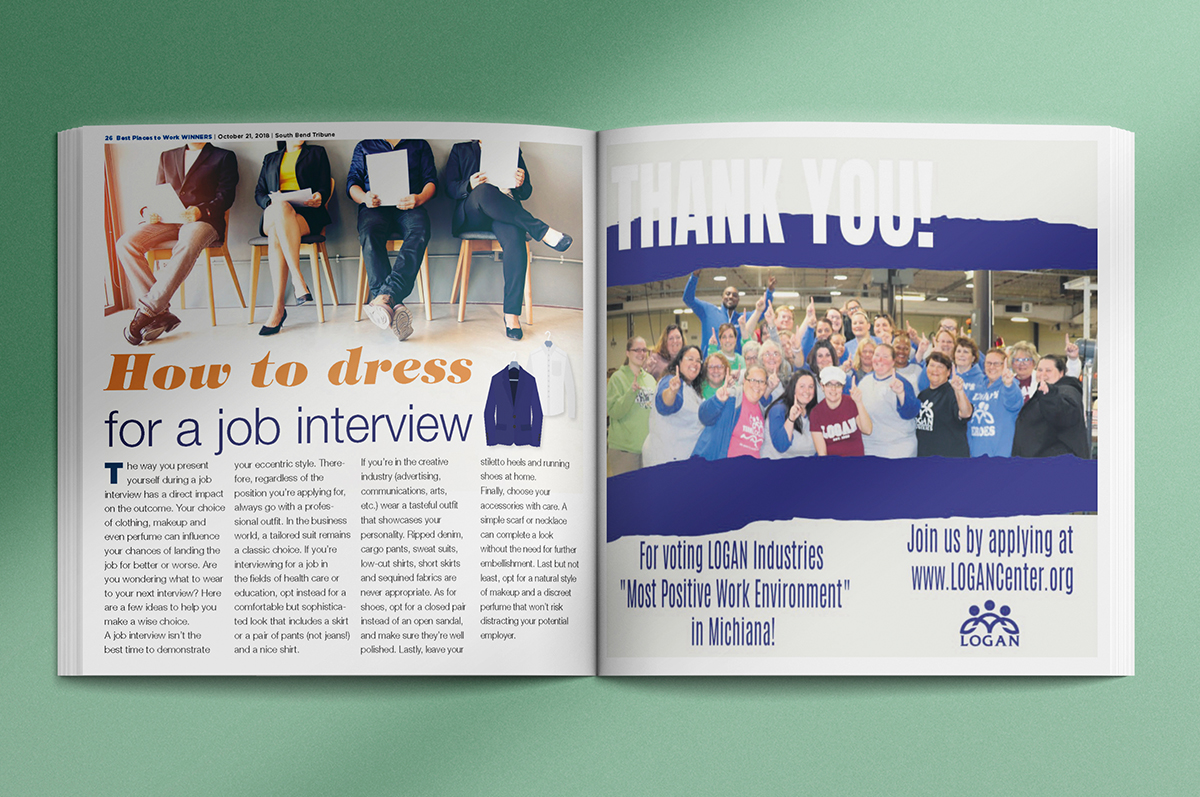 26 Best Places to Work WINNERS | October 21, 2018 | South Bend Tribune
How to dress
for a job interview
The way you present
yourself during a job
interview has a direct impact
on the outcome. Your choice
of clothing, makeup and
even perfume can influence
your chances of landing the
job for better or worse. Are
you wondering what to wear
to your next interview? Here
are a few ideas to help you
make a wise choice.
A job interview isn't the
best time to demonstrate
your eccentric style. There-
fore, regardless of the
position you're applying for,
always go with a profes-
sional outfit. In the business
world, a tailored suit remains
a classic choice. If you're
interviewing for a job in
the fields of health care or
education, opt instead for a
comfortable but sophistica-
ted look that includes a skirt
or a pair of pants (not jeans!)
and a nice shirt.
If you're in the creative
industry (advertising,
communications, arts,
etc.) wear a tasteful outfit
that showcases your
personality. Ripped denim,
cargo pants, sweat suits,
low-cut shirts, short skirts
and sequined fabrics are
never appropriate. As for
shoes, opt for a closed pair
instead of an open sandal,
and make sure they're well
polished. Lastly, leave your
stiletto heels and running
shoes at home.
Finally, choose your
accessories with care. A
simple scarf or necklace
can complete a look
without the need for further
embellishment. Last but not
least, opt for a natural style
of makeup and a discreet
perfume that won't risk
distracting your potential
employer.
THANK YOU!
LOGAN
LOGAN
For voting LOGAN Industries
"Most Positive Work Environment"
in Michiana!
Join us by applying at
www.LOGANCenter.org
LOGAN